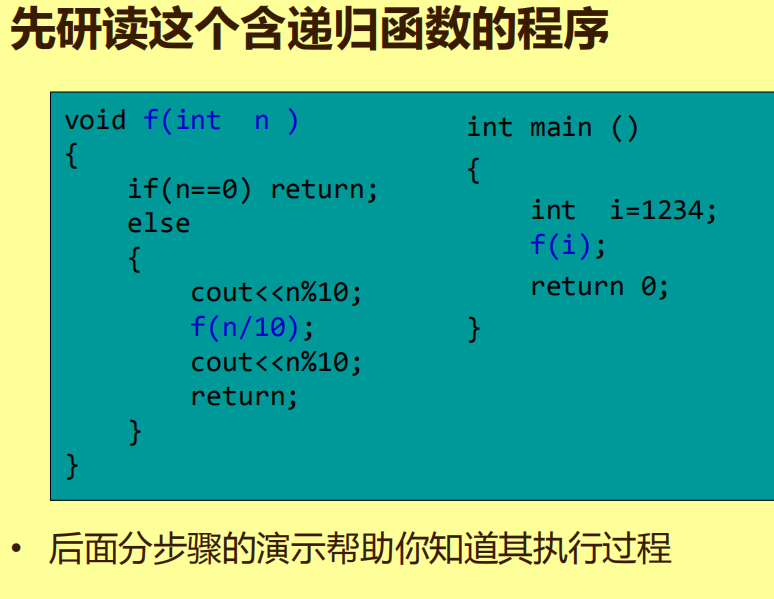 先研读这个含递归函数的程序
void f(int  n )
{
    if(n==0) return;
    else
    {
        cout<<n%10;
        f(n/10);
        cout<<n%10;
        return;
    }
}
int main ()
{
    int  i=1234;
    f(i);
    return 0;
}
• 后面分步骤的演示帮助你知道其执行过程